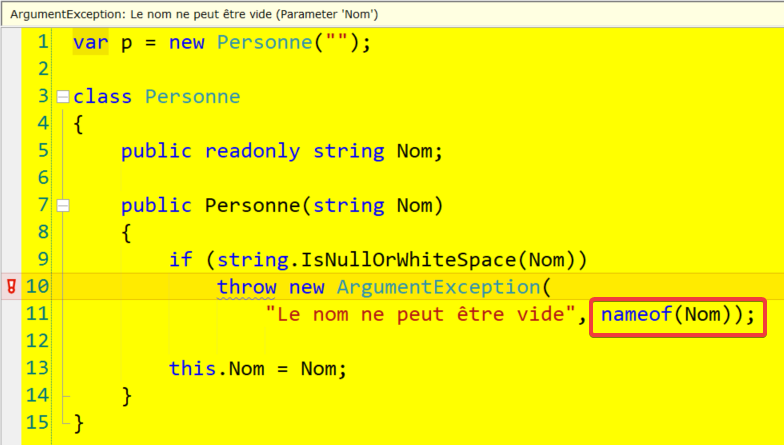 ArgumentException: Le nom ne peut être vide (Parameter 'Nom')
1 var p = new Personne("");
2
3 class Personne
4 {
5 public readonly string Nom;
6
7 public Personne(string Nom)
8 {
9 if (string.IsNullOrWhiteSpace(Nom))
10 throw new ArgumentException(
11 "Le nom ne peut être vide", nameof(Nom));
12
13 this.Nom = Nom;
14 }
15 }